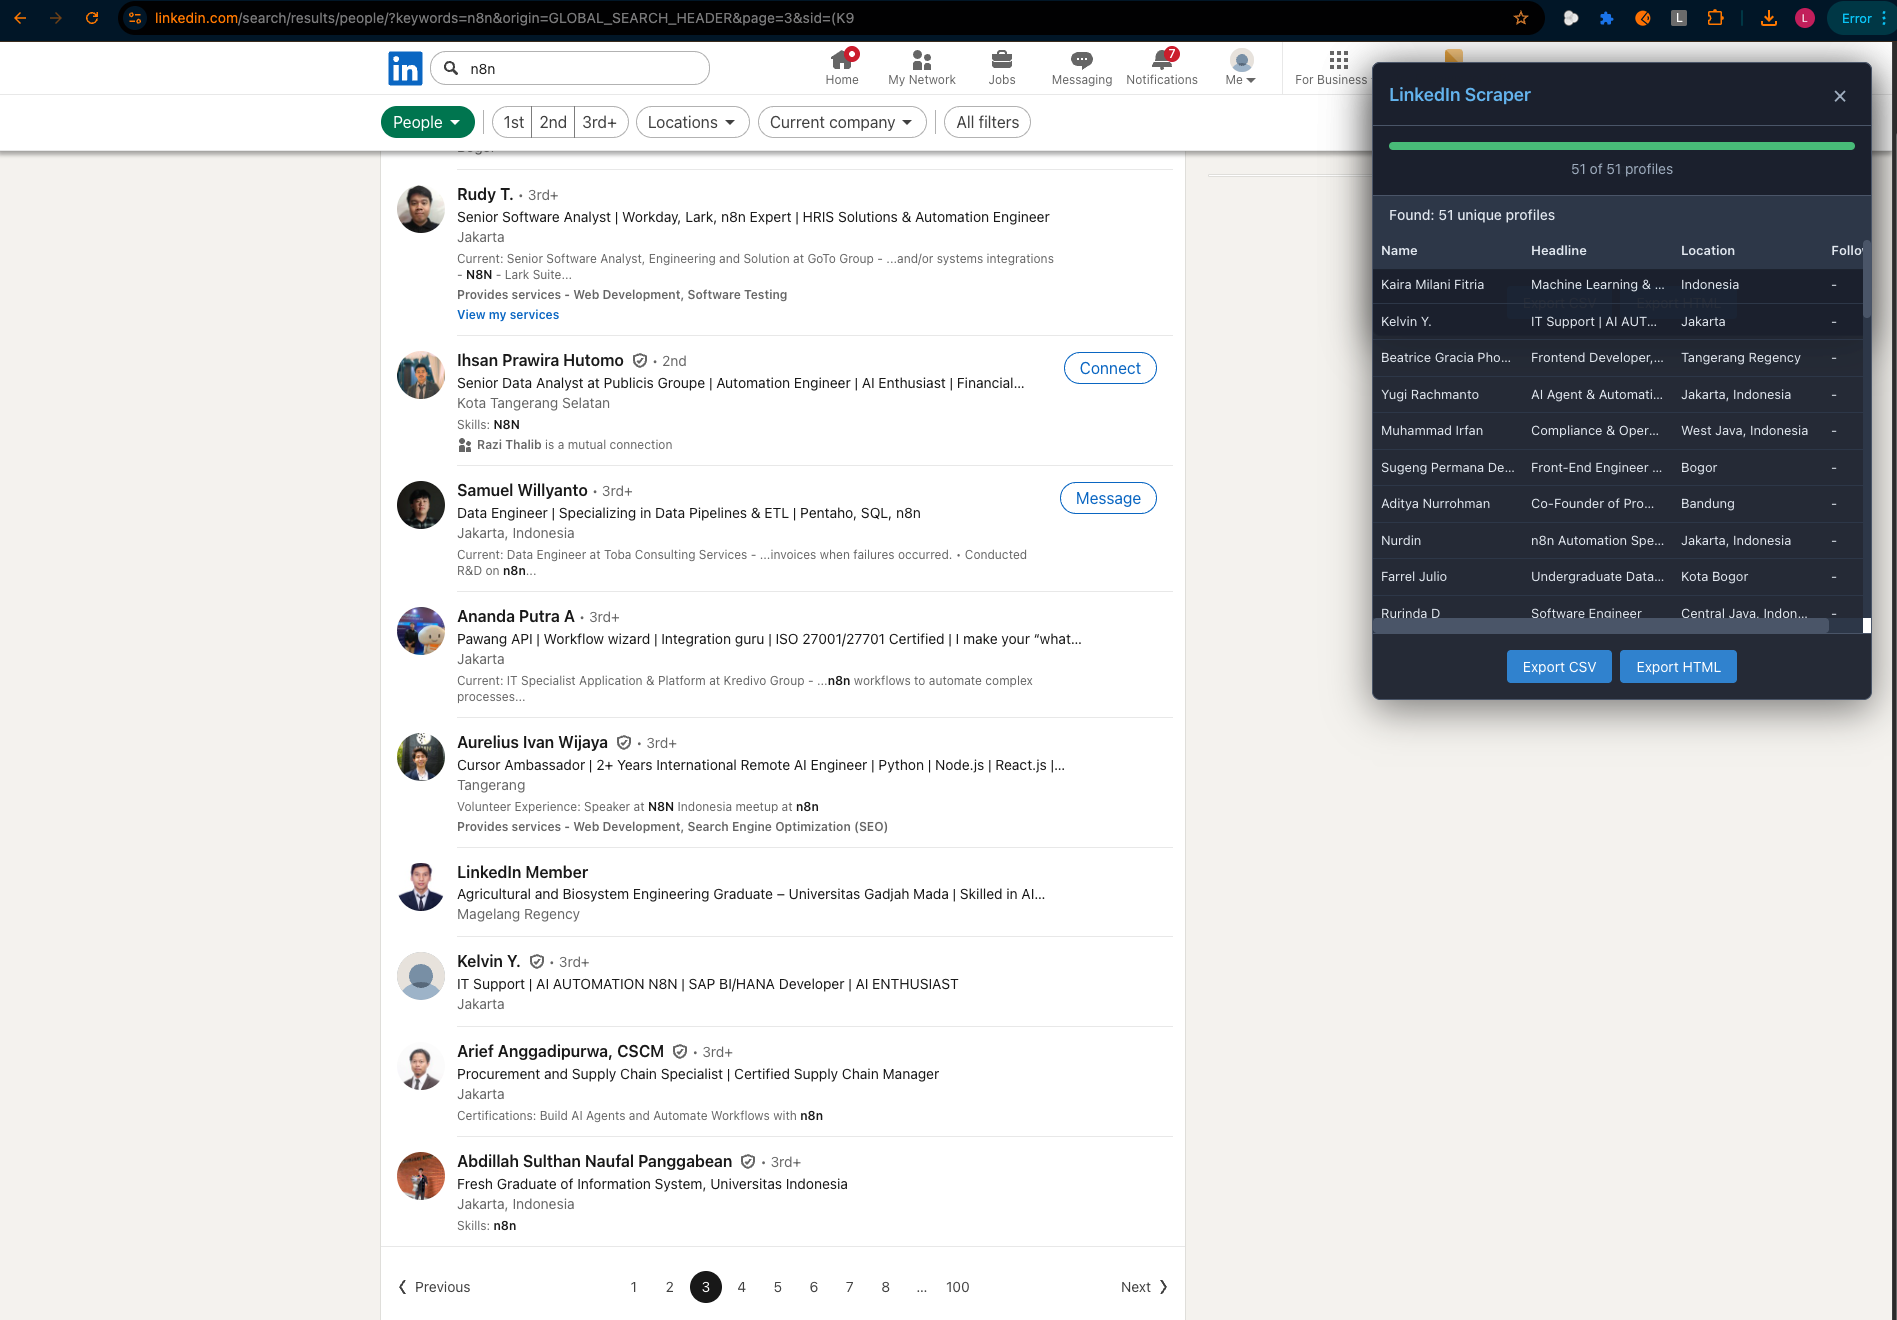 linkedin.com/search/results/people/?keywords=n8n&origin=GLOBAL_SEARCH_HEADER&page=3&sid=(K9
L
L
Error
in
n8n
Home
My Network
Jobs
Messaging
7
Notifications
Me
For Business
People
1st
2nd
3rd+
Locations
Current company
All filters
Rudy T. • 3rd+
Senior Software Analyst | Workday, Lark, n8n Expert | HRIS Solutions & Automation Engineer
Jakarta
Current: Senior Software Analyst, Engineering and Solution at GoTo Group - ...and/or systems integrations
- N8N - Lark Suite...
Provides services - Web Development, Software Testing
View my services
Ihsan Prawira Hutomo • 2nd
Connect
Senior Data Analyst at Publicis Groupe | Automation Engineer | AI Enthusiast | Financial...
Kota Tangerang Selatan
Skills: N8N
Razi Thalib is a mutual connection
Samuel Willyanto • 3rd+
Message
Data Engineer | Specializing in Data Pipelines & ETL | Pentaho, SQL, n8n
Jakarta, Indonesia
Current: Data Engineer at Toba Consulting Services - ...invoices when failures occurred. • Conducted
R&D on n8n...
Ananda Putra A • 3rd+
Pawang API | Workflow wizard | Integration guru | ISO 27001/27701 Certified | I make your “what...
Jakarta
Current: IT Specialist Application & Platform at Kredivo Group - ...n8n workflows to automate complex
processes...
Aurelius Ivan Wijaya • 3rd+
Cursor Ambassador | 2+ Years International Remote AI Engineer | Python | Node.js | React.js |...
Tangerang
Volunteer Experience: Speaker at N8N Indonesia meetup at n8n
Provides services - Web Development, Search Engine Optimization (SEO)
LinkedIn Member
Agricultural and Biosystem Engineering Graduate – Universitas Gadjah Mada | Skilled in AI...
Magelang Regency
Kelvin Y. • 3rd+
IT Support | AI AUTOMATION N8N | SAP BI/HANA Developer | AI ENTHUSIAST
Jakarta
Arief Anggadipurwa, CSCM • 3rd+
Procurement and Supply Chain Specialist | Certified Supply Chain Manager
Jakarta
Certifications: Build AI Agents and Automate Workflows with n8n
Abdillah Sulthan Naufal Panggabean • 3rd+
Fresh Graduate of Information System, Universitas Indonesia
Jakarta, Indonesia
Skills: n8n
Previous 1 2 3 4 5 6 7 8 ... 100 Next
LinkedIn Scraper
51 of 51 profiles
Found: 51 unique profiles
Name Headline Location Follo
Kaira Milani Fitria Machine Learning & ... Indonesia -
Kelvin Y. IT Support | AI AUT... Jakarta -
Beatrice Gracia Pho... Frontend Developer,... Tangerang Regency -
Yugi Rachmanto AI Agent & Automati... Jakarta, Indonesia -
Muhammad Irfan Compliance & Oper... West Java, Indonesia -
Sugeng Permana De... Front-End Engineer ... Bogor -
Aditya Nurrohman Co-Founder of Pro... Bandung -
Nurdin n8n Automation Spe... Jakarta, Indonesia -
Farrel Julio Undergraduate Data... Kota Bogor -
Rurinda D Software Engineer Central Java, Indon... -
Export CSV
Export HTML